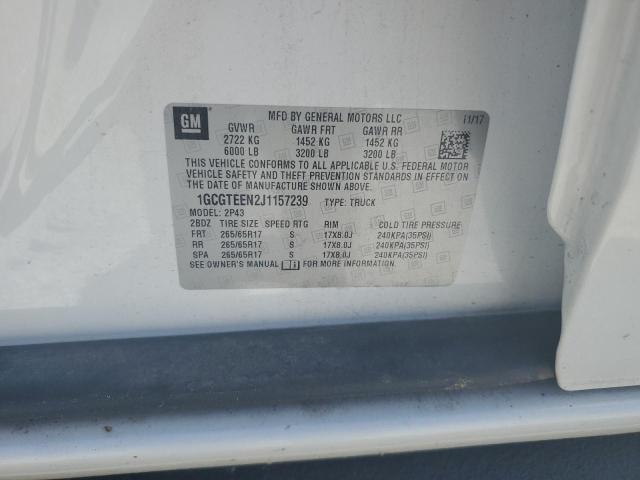 GM
MFD BY GENERAL MOTORS LLC 11/17
GVWR GAWR FRT GAWR RR
2722 KG 1452 KG 1452 KG
6000 LB 3200 LB 3200 LB
THIS VEHICLE CONFORMS TO ALL APPLICABLE U.S. FEDERAL MOTOR
VEHICLE SAFETY AND THEFT PREVENTION STANDARDS IN EFFECT
ON THE DATE OF MANUFACTURE SHOWN ABOVE.
1GCGTEEN2J1157239 TYPE: TRUCK
MODEL: 2P43
2BDZ TIRE SIZE SPEED RTG RIM COLD TIRE PRESSURE
FRT 265/65R17 S 17X8.0J 240KPA(35PSI)
RR 265/65R17 S 17X8.0J 240KPA(35PSI)
SPA 265/65R17 S 17X8.0J 240KPA(35PSI)
SEE OWNER'S MANUAL FOR MORE INFORMATION.